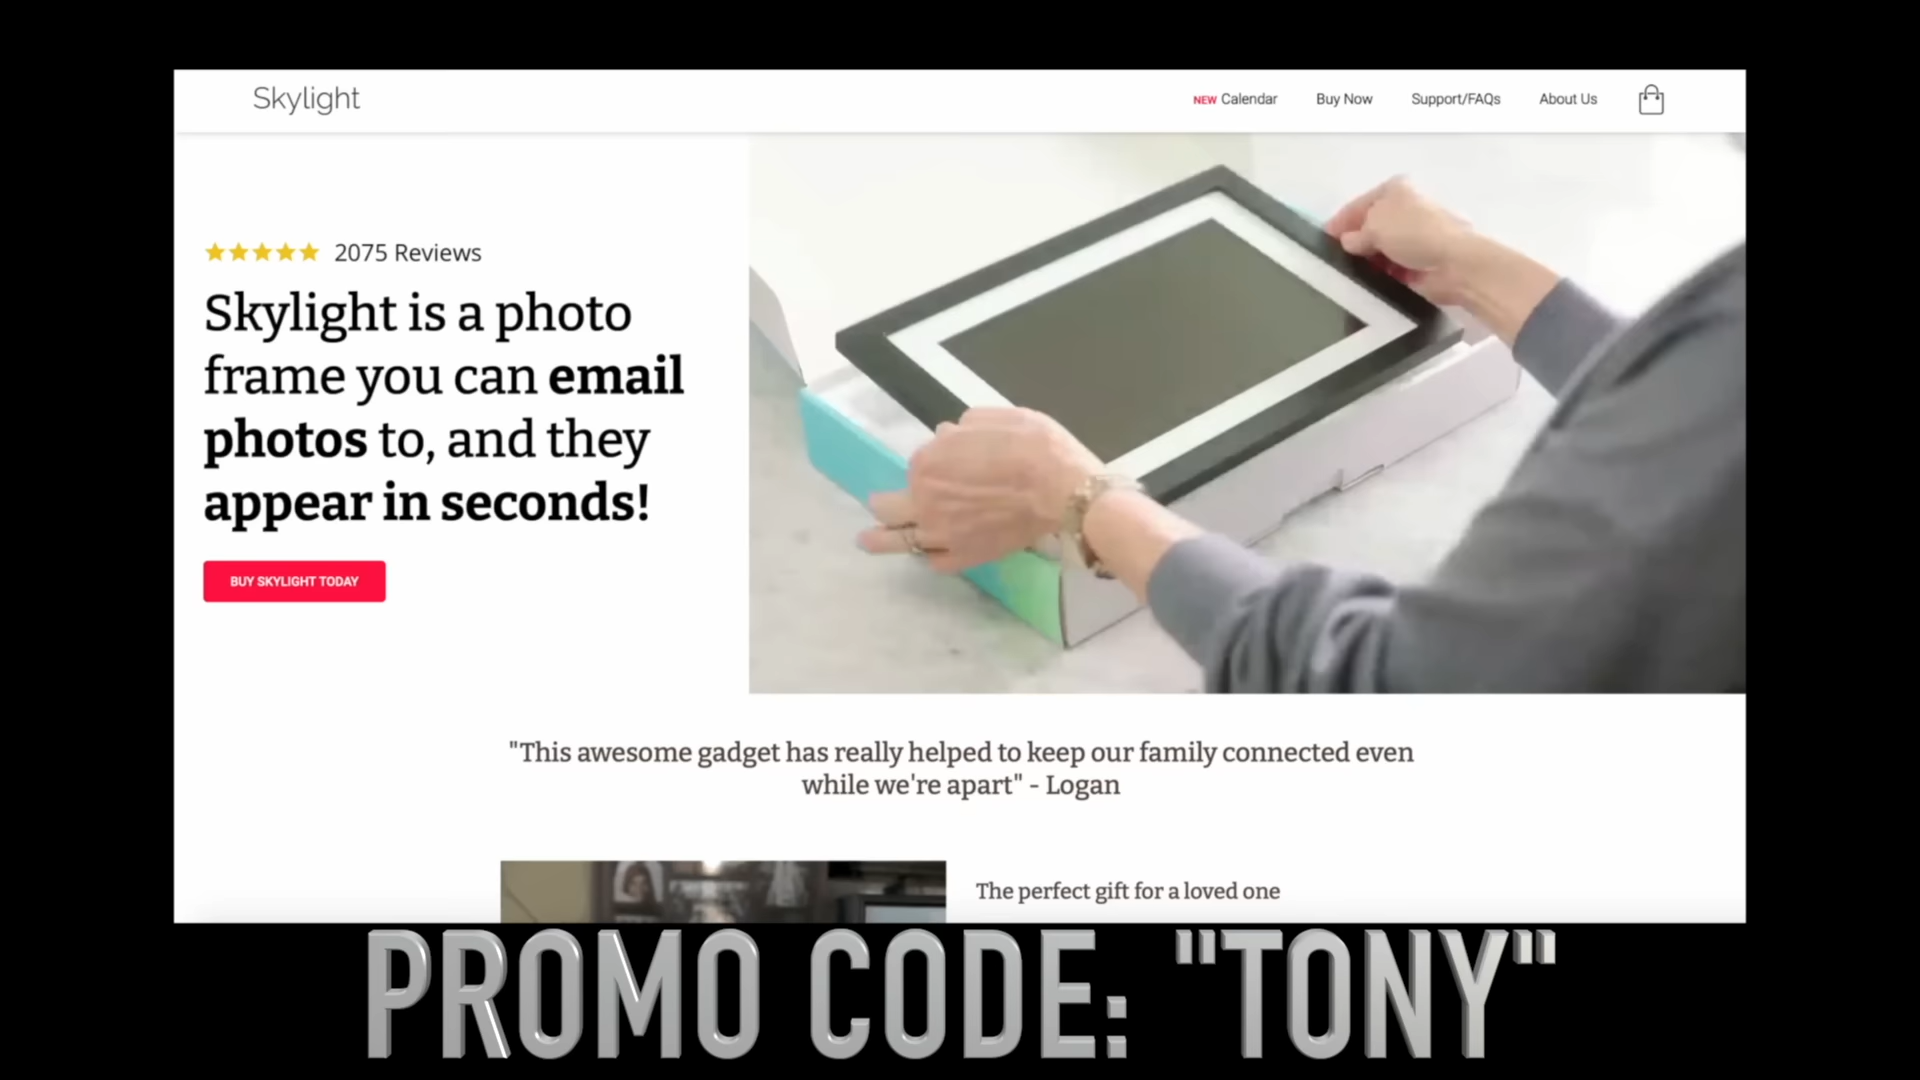 Skylight
NEW Calendar
Buy Now
Support/FAQs
About Us
2075 Reviews
Skylight is a photo
frame you can email
photos to, and they
appear in seconds!
BUY SKYLIGHT TODAY
"This awesome gadget has really helped to keep our family connected even
while we're apart" - Logan
The perfect gift for a loved one
PROMO CODE: "TONY"